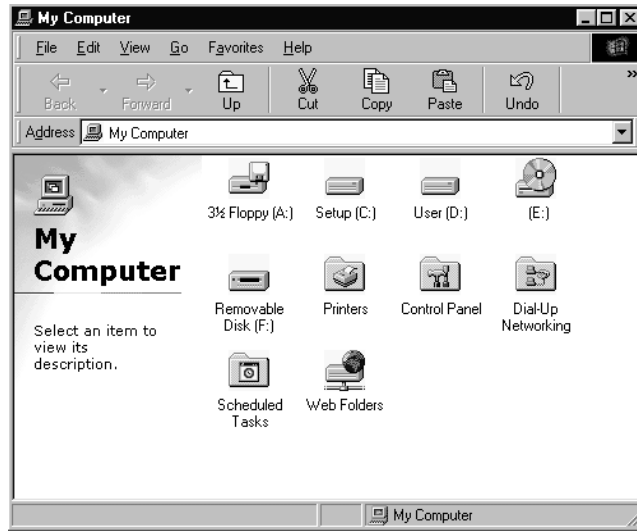 My Computer
File Edit View Go Favorites Help
Back Forward Up Cut Copy Paste Undo »
Address My Computer
My
Computer
Select an item to
view its
description.
3½ Floppy (A:) Setup (C:) User (D:) (E:)
Removable
Disk (F:)
Printers Control Panel Dial-Up
Networking
Scheduled
Tasks
Web Folders
My Computer